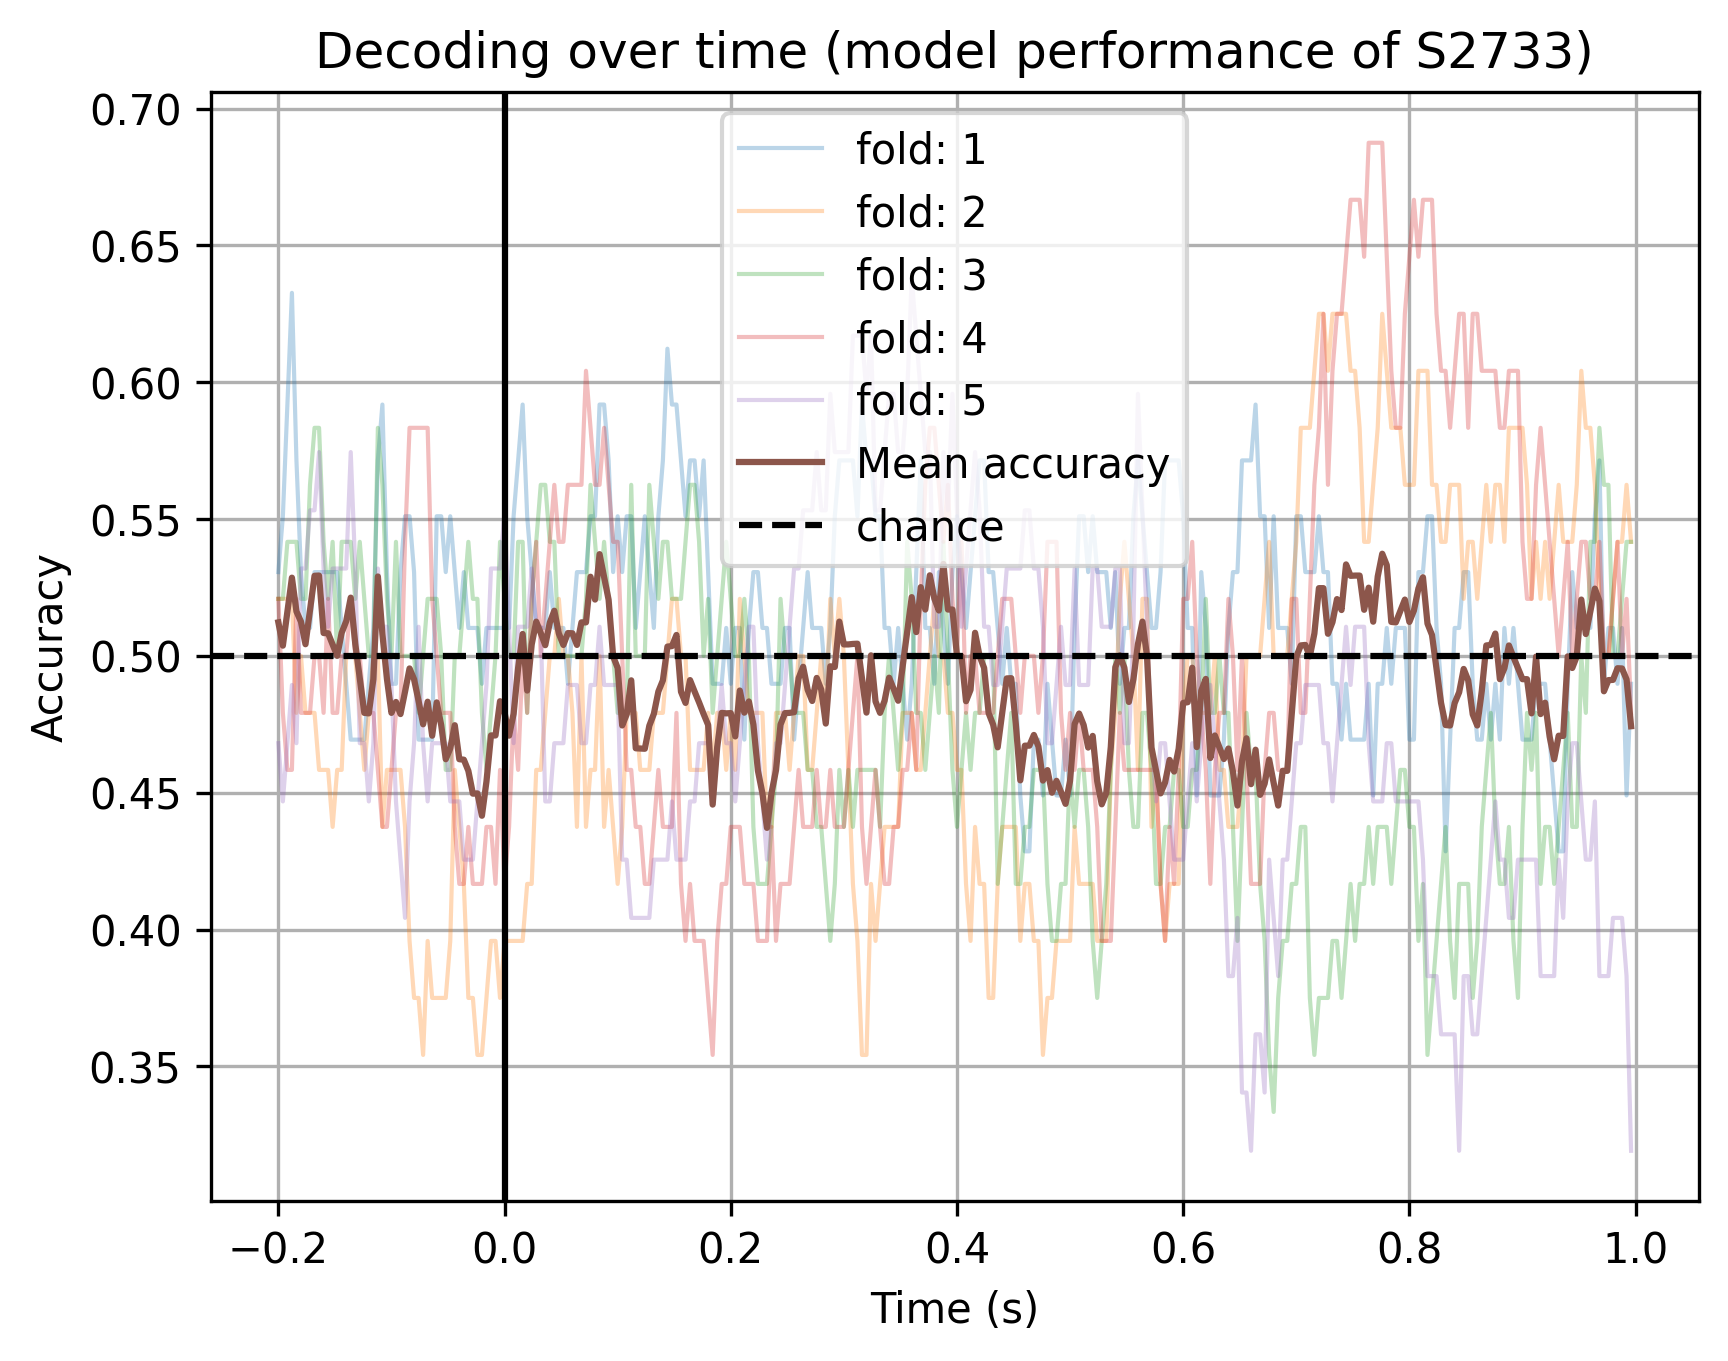 Decoding over time (model performance of S2733)
0.70
0.65
0.60
0.55
0.50
0.45
0.40
0.35
Accuracy
fold: 1
fold: 2
fold: 3
fold: 4
fold: 5
Mean accuracy
chance
−0.2 0.0 0.2 0.4 0.6 0.8 1.0
Time (s)